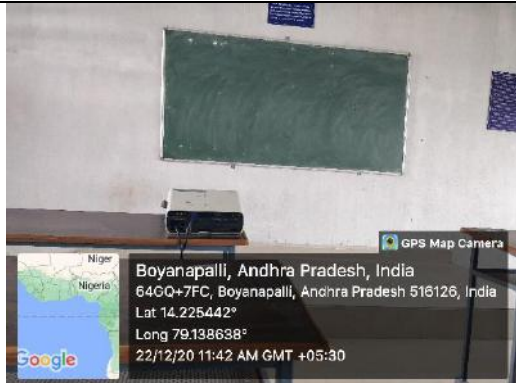 GPS Map Camera
Niger
Nigeria
Google
Boyanapalli, Andhra Pradesh, India
64GQ+7FC, Boyanapalli, Andhra Pradesh 516126, India
Lat 14.225442°
Long 79.138638°
22/12/20 11:42 AM GMT +05:30